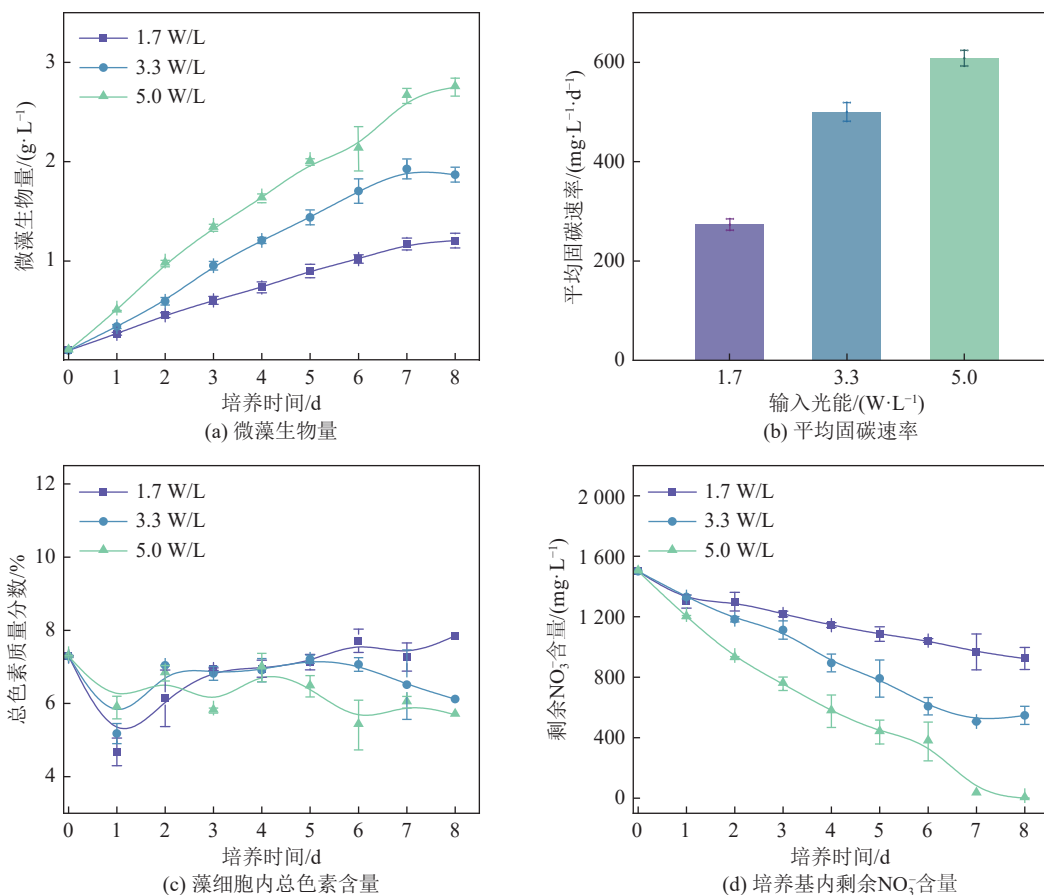 3
2
1
0 1 2 3 4 5 6 7 8
微藻生物量/(g·L⁻¹)
1.7 W/L
3.3 W/L
5.0 W/L
培养时间/d
(a) 微藻生物量
600
400
200
0
平均固碳速率/(mg·L⁻¹·d⁻¹)
1.7 3.3 5.0
输入光能/(W·L⁻¹)
(b) 平均固碳速率
12
10
8
6
4
总色素质量分数/%
1.7 W/L
3.3 W/L
5.0 W/L
0 1 2 3 4 5 6 7 8
培养时间/d
(c) 藻细胞内总色素含量
2 000
1 600
1200
800
400
0
剩余NO₃⁻含量/(mg·L⁻¹)
1.7 W/L
3.3 W/L
5.0 W/L
0 1 2 3 4 5 6 7 8
培养时间/d
(d) 培养基内剩余NO₃⁻含量